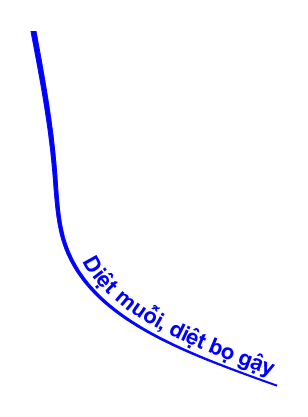 Diệt muỗi, diệt bọ gậy